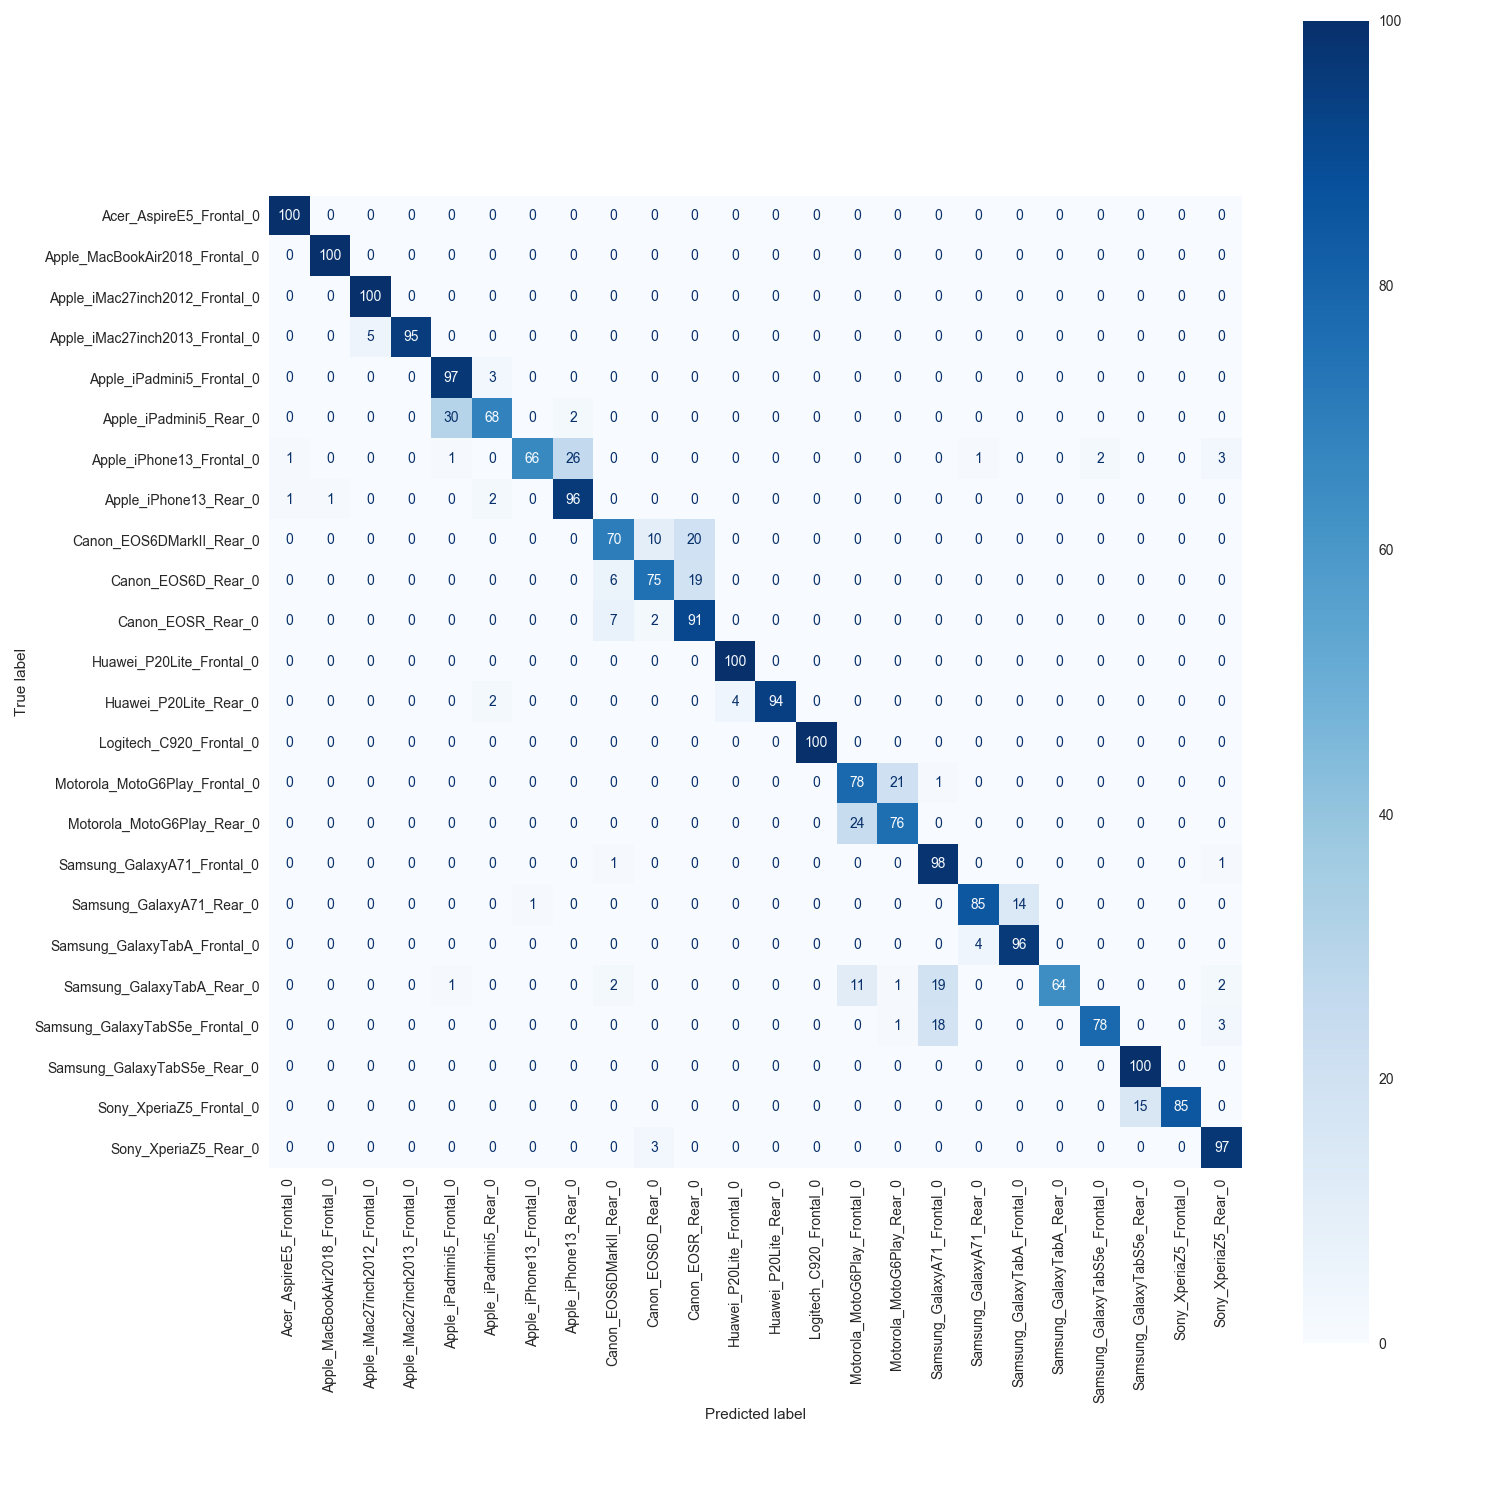 100
80
60
40
20
0
True label
Acer_AspireE5_Frontal_0 100 0 0 0 0 0 0 0 0 0 0 0 0 0 0 0 0 0 0 0 0 0 0 0
Apple_MacBookAir2018_Frontal_0 0 100 0 0 0 0 0 0 0 0 0 0 0 0 0 0 0 0 0 0 0 0 0 0
Apple_iMac27inch2012_Frontal_0 0 0 100 0 0 0 0 0 0 0 0 0 0 0 0 0 0 0 0 0 0 0 0 0
Apple_iMac27inch2013_Frontal_0 0 0 5 95 0 0 0 0 0 0 0 0 0 0 0 0 0 0 0 0 0 0 0 0
Apple_iPadmini5_Frontal_0 0 0 0 0 97 3 0 0 0 0 0 0 0 0 0 0 0 0 0 0 0 0 0 0
Apple_iPadmini5_Rear_0 0 0 0 0 30 68 0 2 0 0 0 0 0 0 0 0 0 0 0 0 0 0 0 0
Apple_iPhone13_Frontal_0 1 0 0 0 1 0 66 26 0 0 0 0 0 0 0 0 0 1 0 0 2 0 0 3
Apple_iPhone13_Rear_0 1 1 0 0 0 2 0 96 0 0 0 0 0 0 0 0 0 0 0 0 0 0 0 0
Canon_EOS6DMarkII_Rear_0 0 0 0 0 0 0 0 0 70 10 20 0 0 0 0 0 0 0 0 0 0 0 0 0
Canon_EOS6D_Rear_0 0 0 0 0 0 0 0 0 6 75 19 0 0 0 0 0 0 0 0 0 0 0 0 0
Canon_EOSR_Rear_0 0 0 0 0 0 0 0 0 7 2 91 0 0 0 0 0 0 0 0 0 0 0 0 0
Huawei_P20Lite_Frontal_0 0 0 0 0 0 0 0 0 0 0 0 100 0 0 0 0 0 0 0 0 0 0 0 0
Huawei_P20Lite_Rear_0 0 0 0 0 0 2 0 0 0 0 0 4 94 0 0 0 0 0 0 0 0 0 0 0
Logitech_C920_Frontal_0 0 0 0 0 0 0 0 0 0 0 0 0 0 100 0 0 0 0 0 0 0 0 0 0
Motorola_MotoG6Play_Frontal_0 0 0 0 0 0 0 0 0 0 0 0 0 0 0 78 21 1 0 0 0 0 0 0 0
Motorola_MotoG6Play_Rear_0 0 0 0 0 0 0 0 0 0 0 0 0 0 0 24 76 0 0 0 0 0 0 0 0
Samsung_GalaxyA71_Frontal_0 0 0 0 0 0 0 0 0 1 0 0 0 0 0 0 0 98 0 0 0 0 0 0 1
Samsung_GalaxyA71_Rear_0 0 0 0 0 0 0 1 0 0 0 0 0 0 0 0 0 0 85 14 0 0 0 0 0
Samsung_GalaxyTabA_Frontal_0 0 0 0 0 0 0 0 0 0 0 0 0 0 0 0 0 0 4 96 0 0 0 0 0
Samsung_GalaxyTabA_Rear_0 0 0 0 0 1 0 0 0 2 0 0 0 0 0 11 1 19 0 0 64 0 0 0 2
Samsung_GalaxyTabS5e_Frontal_0 0 0 0 0 0 0 0 0 0 0 0 0 0 0 0 1 18 0 0 0 78 0 0 3
Samsung_GalaxyTabS5e_Rear_0 0 0 0 0 0 0 0 0 0 0 0 0 0 0 0 0 0 0 0 0 0 100 0 0
Sony_XperiaZ5_Frontal_0 0 0 0 0 0 0 0 0 0 0 0 0 0 0 0 0 0 0 0 0 0 15 85 0
Sony_XperiaZ5_Rear_0 0 0 0 0 0 0 0 0 0 3 0 0 0 0 0 0 0 0 0 0 0 0 0 97
Acer_AspireE5_Frontal_0
Apple_MacBookAir2018_Frontal_0
Apple_iMac27inch2012_Frontal_0
Apple_iMac27inch2013_Frontal_0
Apple_iPadmini5_Frontal_0
Apple_iPadmini5_Rear_0
Apple_iPhone13_Frontal_0
Apple_iPhone13_Rear_0
Canon_EOS6DMarkII_Rear_0
Canon_EOS6D_Rear_0
Canon_EOSR_Rear_0
Huawei_P20Lite_Frontal_0
Huawei_P20Lite_Rear_0
Logitech_C920_Frontal_0
Motorola_MotoG6Play_Frontal_0
Motorola_MotoG6Play_Rear_0
Samsung_GalaxyA71_Frontal_0
Samsung_GalaxyA71_Rear_0
Samsung_GalaxyTabA_Frontal_0
Samsung_GalaxyTabA_Rear_0
Samsung_GalaxyTabS5e_Frontal_0
Samsung_GalaxyTabS5e_Rear_0
Sony_XperiaZ5_Frontal_0
Sony_XperiaZ5_Rear_0
Predicted label